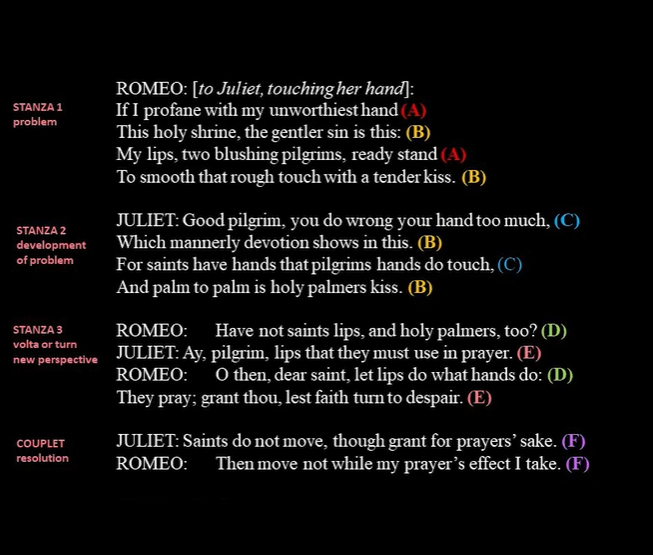 STANZA 1
problem
ROMEO: [to Juliet, touching her hand]:
If I profane with my unworthiest hand (A)
This holy shrine, the gentler sin is this: (B)
My lips, two blushing pilgrims, ready stand (A)
To smooth that rough touch with a tender kiss. (B)
STANZA 2
development
of problem
JULIET: Good pilgrim, you do wrong your hand too much, (C)
Which mannerly devotion shows in this. (B)
For saints have hands that pilgrims hands do touch, (C)
And palm to palm is holy palmers kiss. (B)
STANZA 3
volta or turn
new perspective
ROMEO: Have not saints lips, and holy palmers, too? (D)
JULIET: Ay, pilgrim, lips that they must use in prayer. (E)
ROMEO: O then, dear saint, let lips do what hands do: (D)
They pray; grant thou, lest faith turn to despair. (E)
COUPLET
resolution
JULIET: Saints do not move, though grant for prayers' sake. (F)
ROMEO: Then move not while my prayer's effect I take. (F)